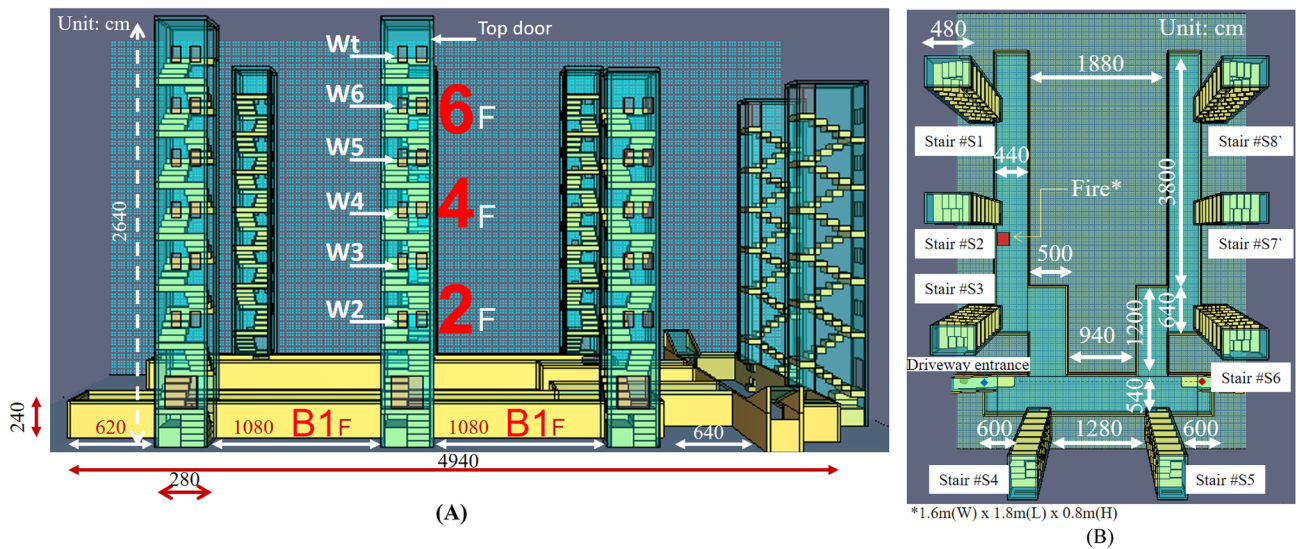 Unit: cm
Top door
Wt
W6
6F
W5
W4
4F
W3
W2
2F
2640
240
620
1080
B1F
1080
B1F
640
4940
280
(A)
Unit: cm
480
1880
Stair #S1
Stair #S8`
440
3800
Fire*
Stair #S2
Stair #S7`
500
Stair #S3
1200
640
940
Driveway entrance
Stair #S6
540
600
1280
600
Stair #S4
Stair #S5
*1.6m(W) x 1.8m(L) x 0.8m(H)
(B)